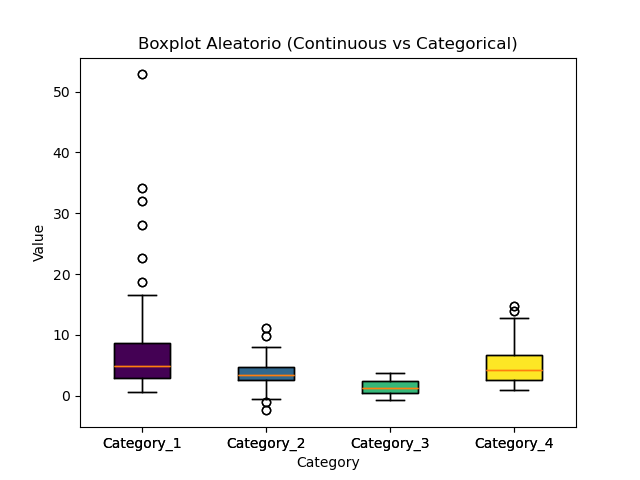 Boxplot Aleatorio (Continuous vs Categorical)
50
40
30
20
10
0
Value
Category_1 Category_2 Category_3 Category_4
Category